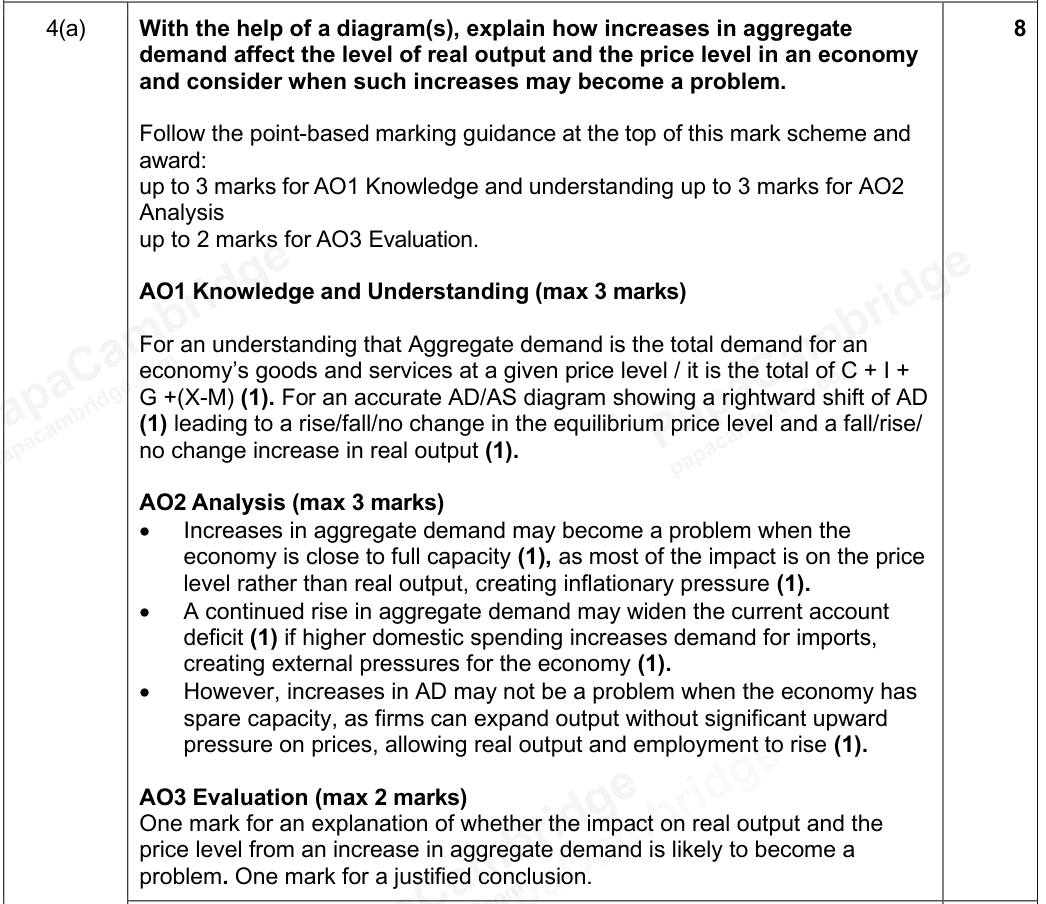 4(a)
With the help of a diagram(s), explain how increases in aggregate
demand affect the level of real output and the price level in an economy
and consider when such increases may become a problem.
8
Follow the point-based marking guidance at the top of this mark scheme and
award:
up to 3 marks for AO1 Knowledge and understanding up to 3 marks for AO2
Analysis
up to 2 marks for AO3 Evaluation.
AO1 Knowledge and Understanding (max 3 marks)
For an understanding that Aggregate demand is the total demand for an
economy's goods and services at a given price level / it is the total of C + I +
G +(X-M) (1). For an accurate AD/AS diagram showing a rightward shift of AD
(1) leading to a rise/fall/no change in the equilibrium price level and a fall/rise/
no change increase in real output (1).
AO2 Analysis (max 3 marks)
• Increases in aggregate demand may become a problem when the
economy is close to full capacity (1), as most of the impact is on the price
level rather than real output, creating inflationary pressure (1).
• A continued rise in aggregate demand may widen the current account
deficit (1) if higher domestic spending increases demand for imports,
creating external pressures for the economy (1).
• However, increases in AD may not be a problem when the economy has
spare capacity, as firms can expand output without significant upward
pressure on prices, allowing real output and employment to rise (1).
AO3 Evaluation (max 2 marks)
One mark for an explanation of whether the impact on real output and the
price level from an increase in aggregate demand is likely to become a
problem. One mark for a justified conclusion.